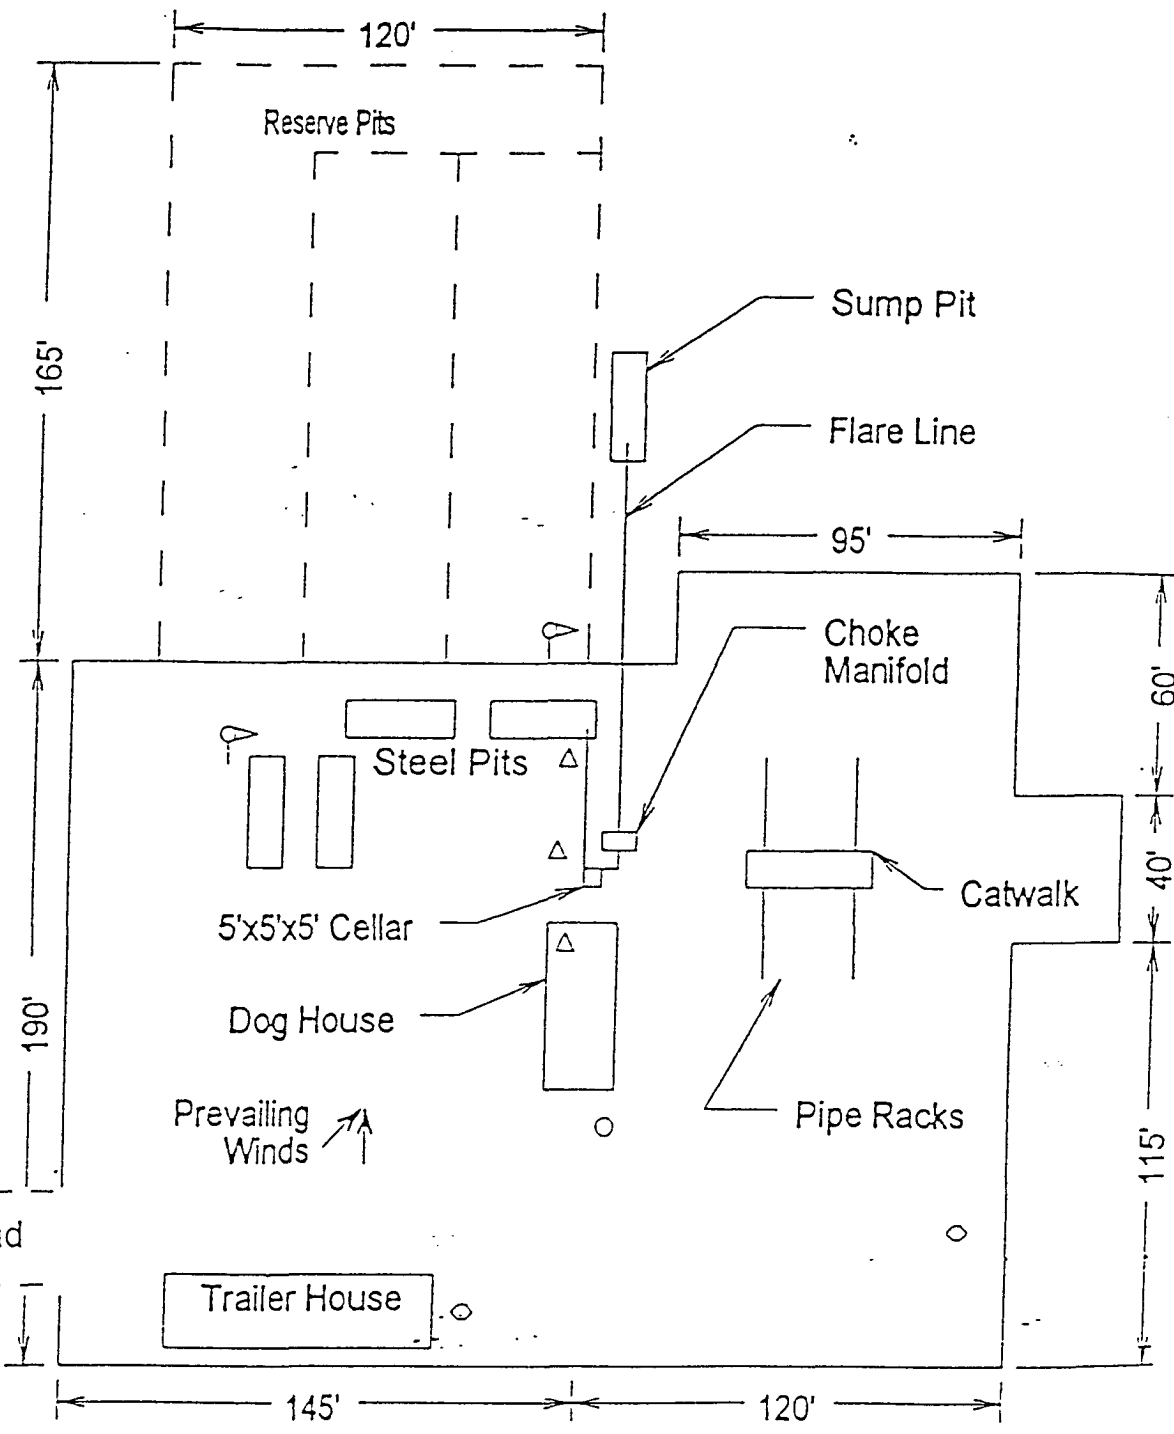 120'
Reserve Pits
Sump Pit
165'
Flare Line
95'
Choke
Manifold
60'
Steel Pits
40'
Catwalk
5'x5'x5' Cellar
190'
Dog House
Prevailing
Winds
Pipe Racks
115'
Trailer House
145'
120'